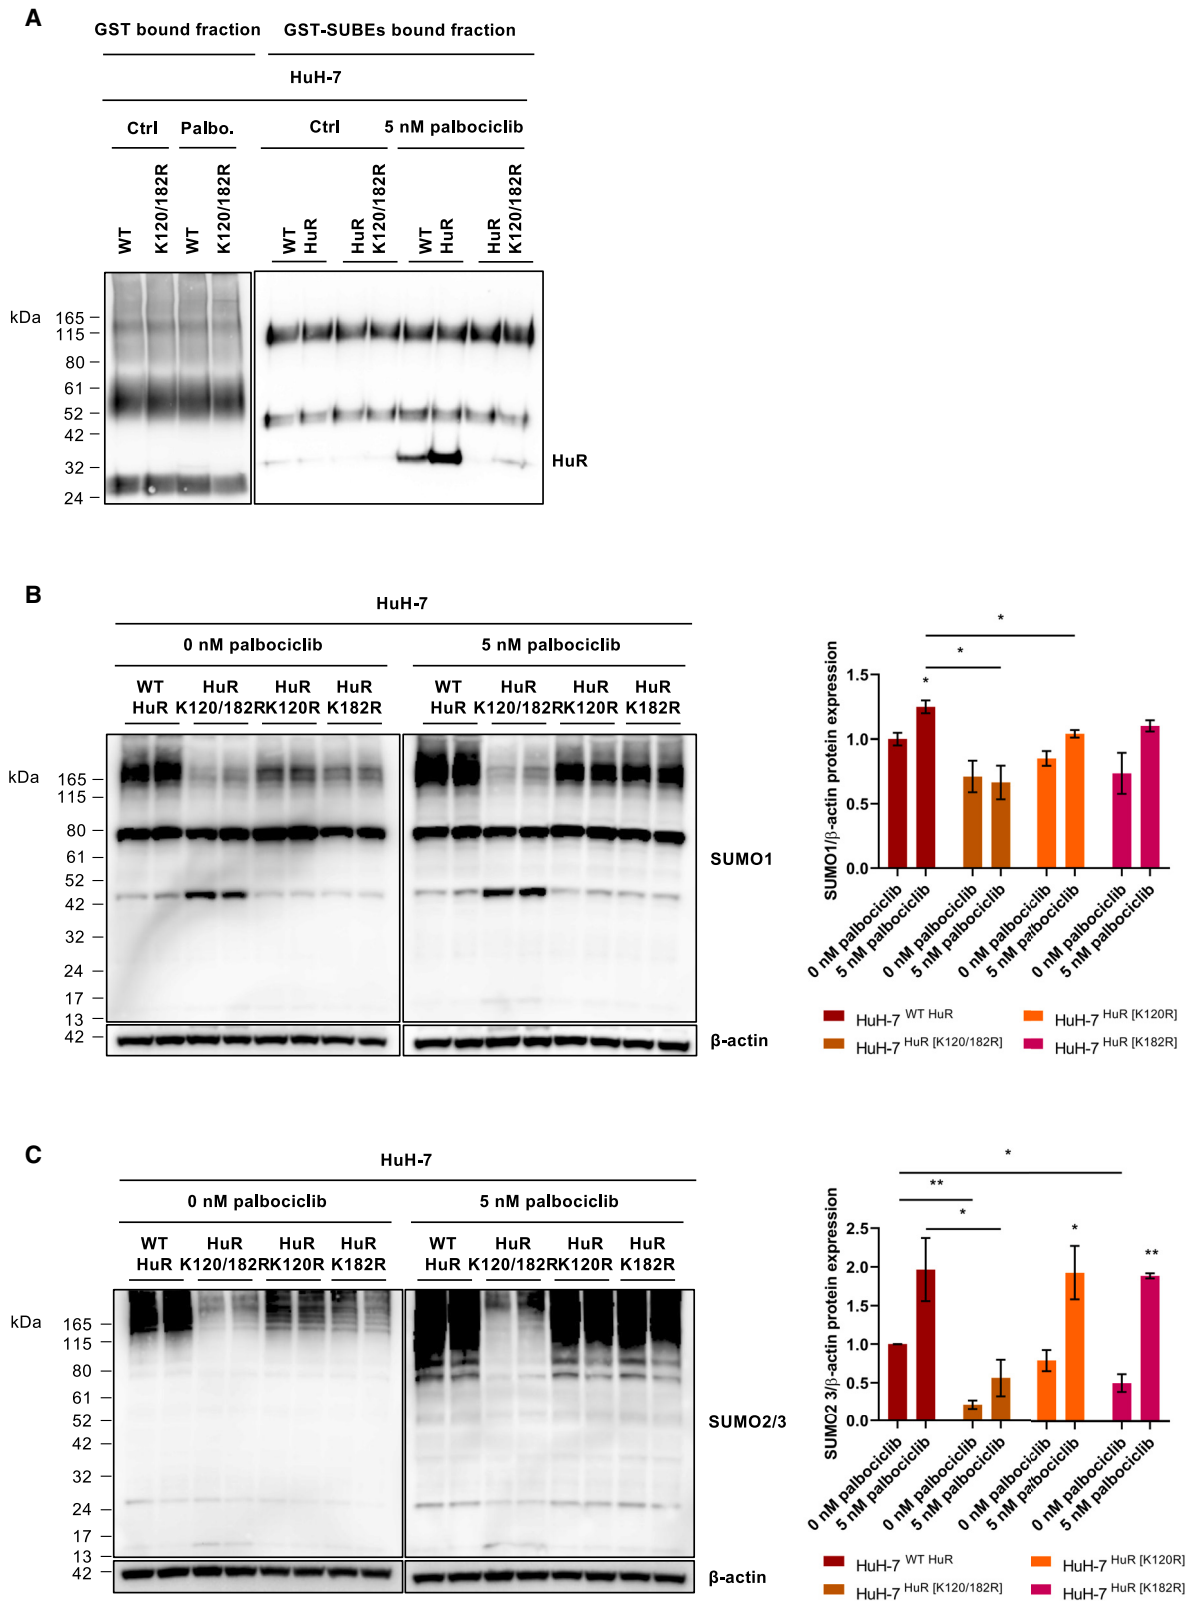 A
GST bound fraction
GST-SUBEs bound fraction
HuH-7
Ctrl
Palbo.
Ctrl
5 nM palbociclib
WT
K120/182R
WT
K120/182R
WT
HuR
HuR
K120/182R
WT
HuR
HuR
K120/182R
kDa
165
115
80
61
52
42
32
24
HuR
B
HuH-7
0 nM palbociclib
5 nM palbociclib
WT HuR HuR HuR
HuR K120/182R K120R K182R
WT HuR HuR HuR
HuR K120/182R K120R K182R
kDa
165
115
80
61
52
42
32
24
17
13
42
SUMO1
β-actin
SUMO1/β-actin protein expression
1.5
1.0
0.5
0.0
*
*
*
0 nM palbociclib
5 nM palbociclib
0 nM palbociclib
5 nM palbociclib
0 nM palbociclib
5 nM palbociclib
0 nM palbociclib
5 nM palbociclib
HuH-7 WT HuR
HuH-7 HuR [K120R]
HuH-7 HuR [K120/182R]
HuH-7 HuR [K182R]
C
HuH-7
0 nM palbociclib
5 nM palbociclib
WT HuR HuR HuR
HuR K120/182R K120R K182R
WT HuR HuR HuR
HuR K120/182R K120R K182R
kDa
165
115
80
61
52
42
32
24
17
13
42
SUMO2/3
β-actin
SUMO2 3/β-actin protein expression
2.5
2.0
1.5
1.0
0.5
0.0
*
**
*
*
**
0 nM palbociclib
5 nM palbociclib
0 nM palbociclib
5 nM palbociclib
0 nM palbociclib
5 nM palbociclib
0 nM palbociclib
5 nM palbociclib
HuH-7 WT HuR
HuH-7 HuR [K120R]
HuH-7 HuR [K120/182R]
HuH-7 HuR [K182R]